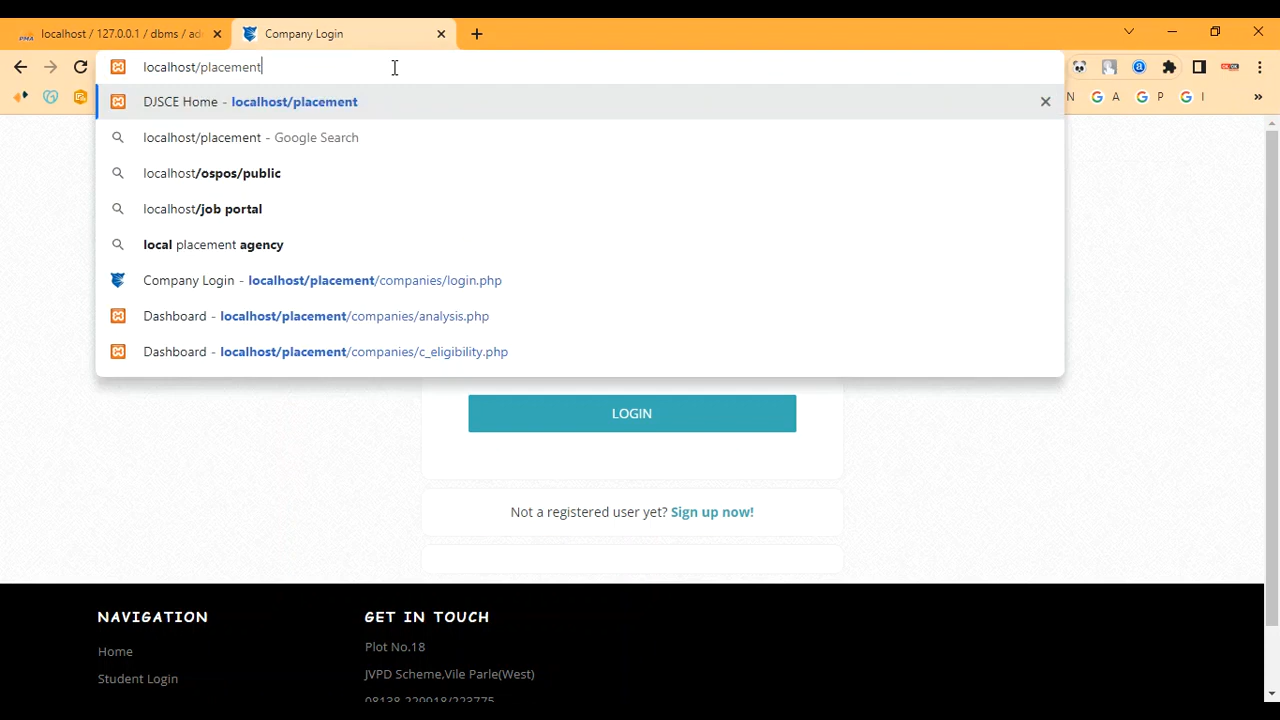 localhost / 127.0.0.1 / dbms / ad
Company Login
localhost/placement
N
A
P
I
DJSCE Home - localhost/placement
localhost/placement - Google Search
localhost/ospos/public
localhost/job portal
local placement agency
Company Login - localhost/placement/companies/login.php
Dashboard - localhost/placement/companies/analysis.php
Dashboard - localhost/placement/companies/c_eligibility.php
LOGIN
Not a registered user yet? Sign up now!
NAVIGATION
Home
Student Login
GET IN TOUCH
Plot No.18
JVPD Scheme,Vile Parle(West)
08138-220918/223775